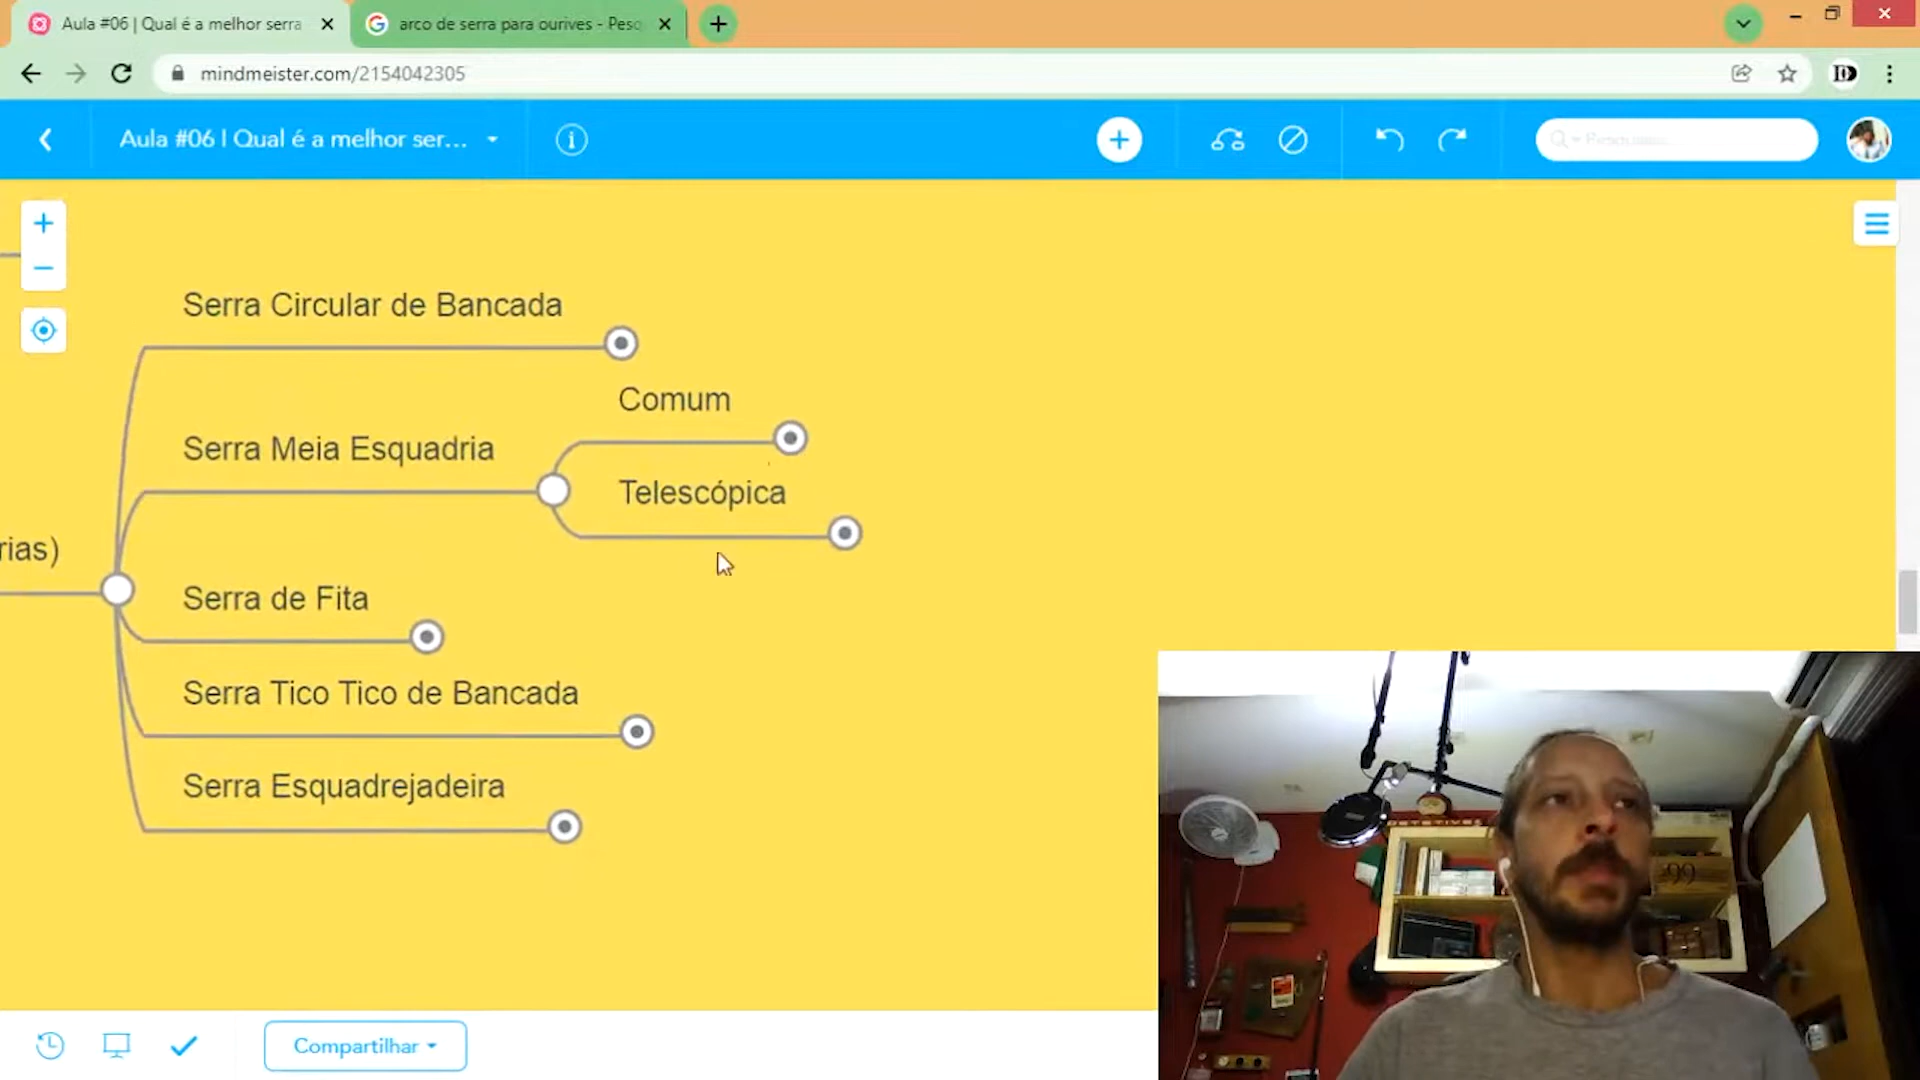 Aula #06 | Qual é a melhor serra
arco de serra para ourives - Pesq
mindmeister.com/2154042305
Aula #06 | Qual é a melhor ser...
Serra Circular de Bancada
Comum
Serra Meia Esquadria
Telescópica
rias)
Serra de Fita
Serra Tico Tico de Bancada
Serra Esquadrejadeira
Compartilhar
99